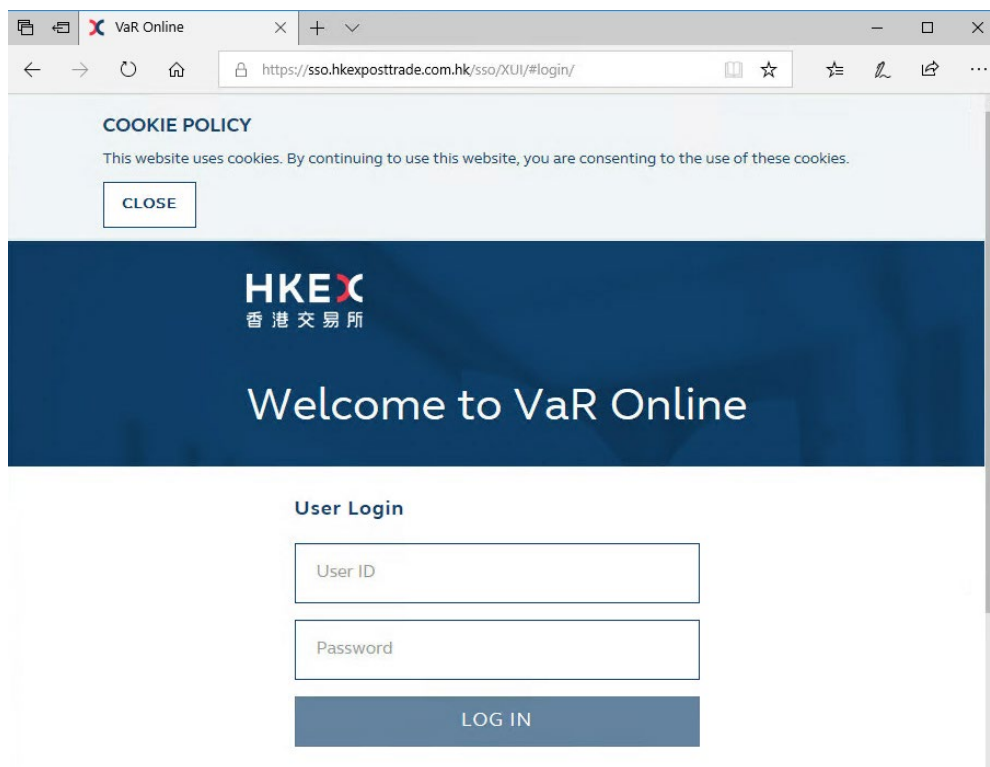 VaR Online
https://sso.hkexposttrade.com.hk/sso/XUI/#login/
COOKIE POLICY
This website uses cookies. By continuing to use this website, you are consenting to the use of these cookies.
CLOSE
HKEX
香港交易所
Welcome to VaR Online
User Login
User ID
Password
LOG IN